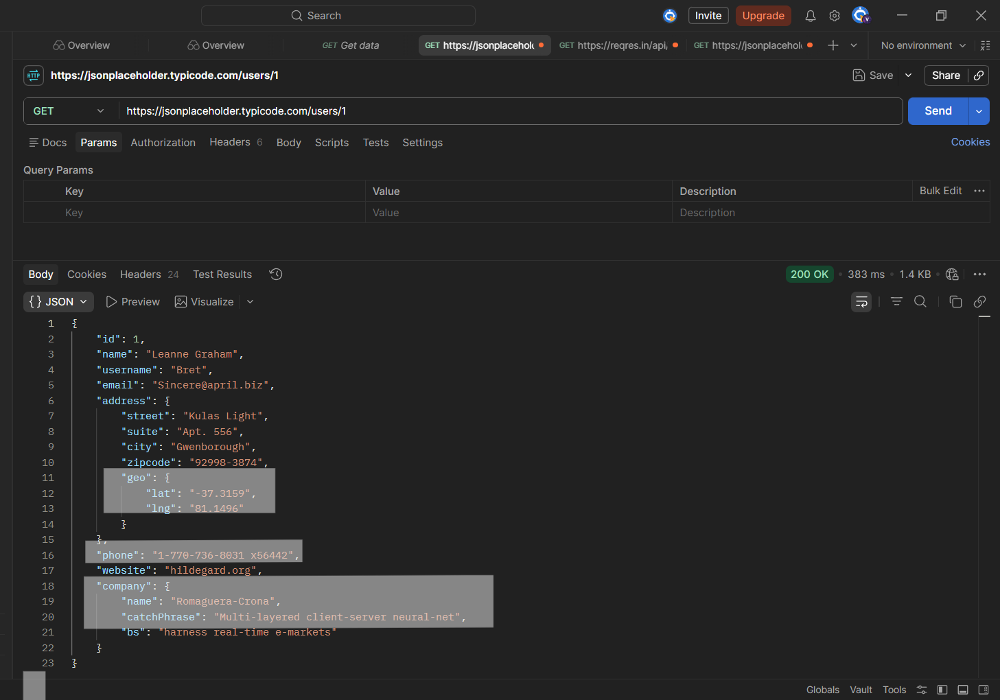 Search
Invite
Upgrade
V
Overview
Overview
GET Get data
GET https://jsonplacehol
GET https://reqres.in/api/
GET https://jsonplacehol
No environment
HTTP
https://jsonplaceholder.typicode.com/users/1
Save
Share
GET
https://jsonplaceholder.typicode.com/users/1
Send
Docs
Params
Authorization
Headers 6
Body
Scripts
Tests
Settings
Cookies
Query Params
Key
Value
Description
Bulk Edit
Key
Value
Description
Body
Cookies
Headers 24
Test Results
200 OK
383 ms
1.4 KB
{} JSON
Preview
Visualize
1 {
2 "id": 1,
3 "name": "Leanne Graham",
4 "username": "Bret",
5 "email": "Sincere@april.biz",
6 "address": {
7 "street": "Kulas Light",
8 "suite": "Apt. 556",
9 "city": "Gwenborough",
10 "zipcode": "92998-3874",
11 "geo": {
12 "lat": "-37.3159",
13 "lng": "81.1496"
14 }
15 },
16 "phone": "1-770-736-8031 x56442",
17 "website": "hildegard.org",
18 "company": {
19 "name": "Romaguera-Crona",
20 "catchPhrase": "Multi-layered client-server neural-net",
21 "bs": "harness real-time e-markets"
22 }
23 }
Globals
Vault
Tools